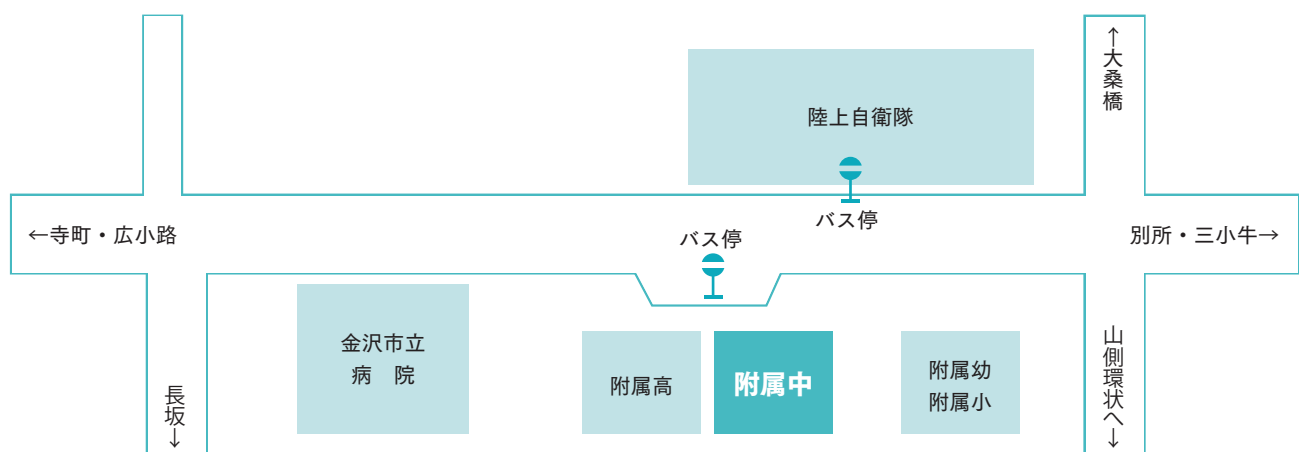 ↑大桑橋
陸上自衛隊
バス停
←寺町・広小路
バス停
別所・三小牛→
金沢市立
病　院
附属高
附属中
附属幼
附属小
長坂↓
山側環状へ↓